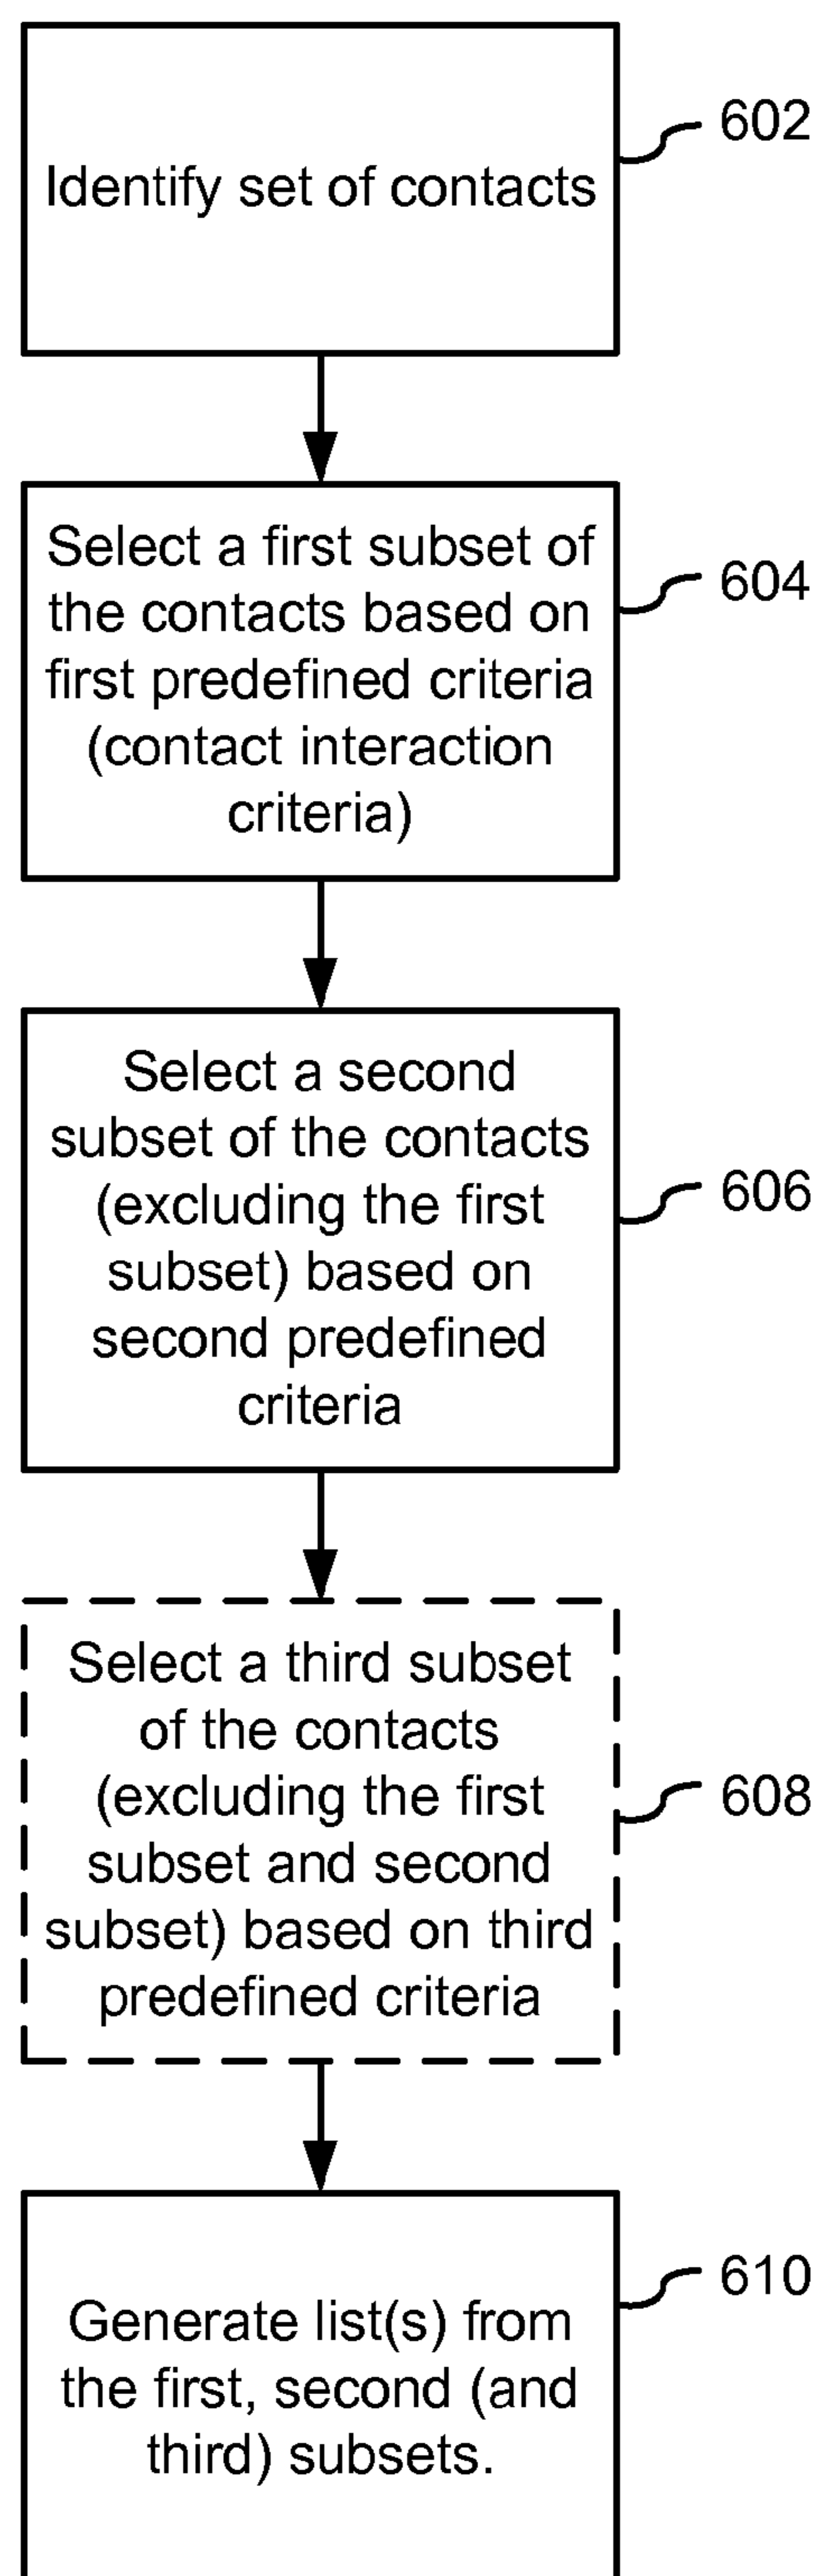 Identify set of contacts
602
Select a first subset of
the contacts based on
first predefined criteria
(contact interaction
criteria)
604
Select a second
subset of the contacts
(excluding the first
subset) based on
second predefined
criteria
606
Select a third subset
of the contacts
(excluding the first
subset and second
subset) based on third
predefined criteria
608
Generate list(s) from
the first, second (and
third) subsets.
610